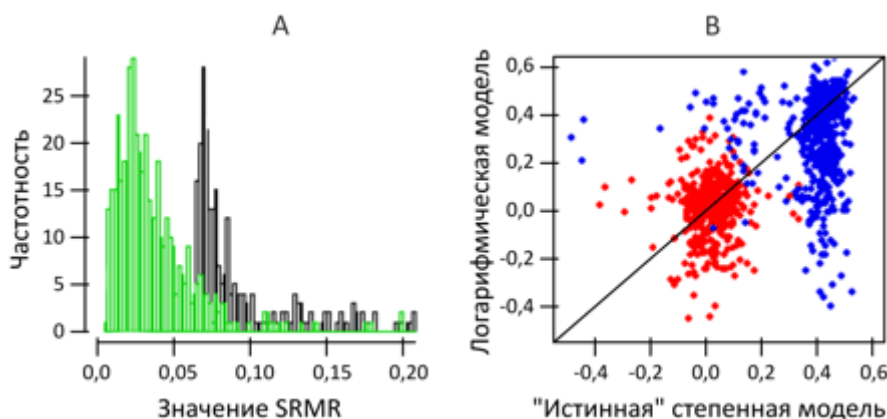 А
Частотность
25
20
15
10
5
0
0,0 0,05 0,10 0,15 0,20
Значение SRMR
В
Логарифмическая модель
0,6
0,4
0,2
0,0
-0,2
-0,4
-0,4 -0,2 0,0 0,2 0,4 0,6
"Истинная" степенная модель